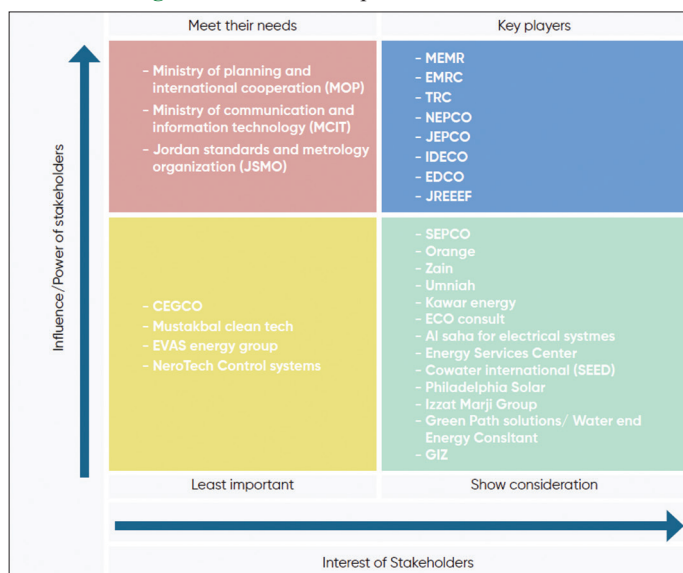 Meet their needs
Key players
- Ministry of planning and
international cooperation (MOP)
- Ministry of communication and
information technology (MCIT)
- Jordan standards and metrology
organization (JSMO)
- MEMR
- EMRC
- TRC
- NEPCO
- JEPCO
- IDECO
- EDCO
- JREEEF
Influence/Power of stakeholders
- CEGCO
- Mustakbal clean tech
- EVAS energy group
- NeroTech Control systems
- SEPCO
- Orange
- Zain
- Umniah
- Kawar energy
- ECO consult
- Al saha for electrical systmes
- Energy Services Center
- Cowater international (SEED)
- Philadelphia Solar
- Izzat Marji Group
- Green Path solutions/ Water end
Energy Consltant
- GIZ
Least important
Show consideration
Interest of Stakeholders